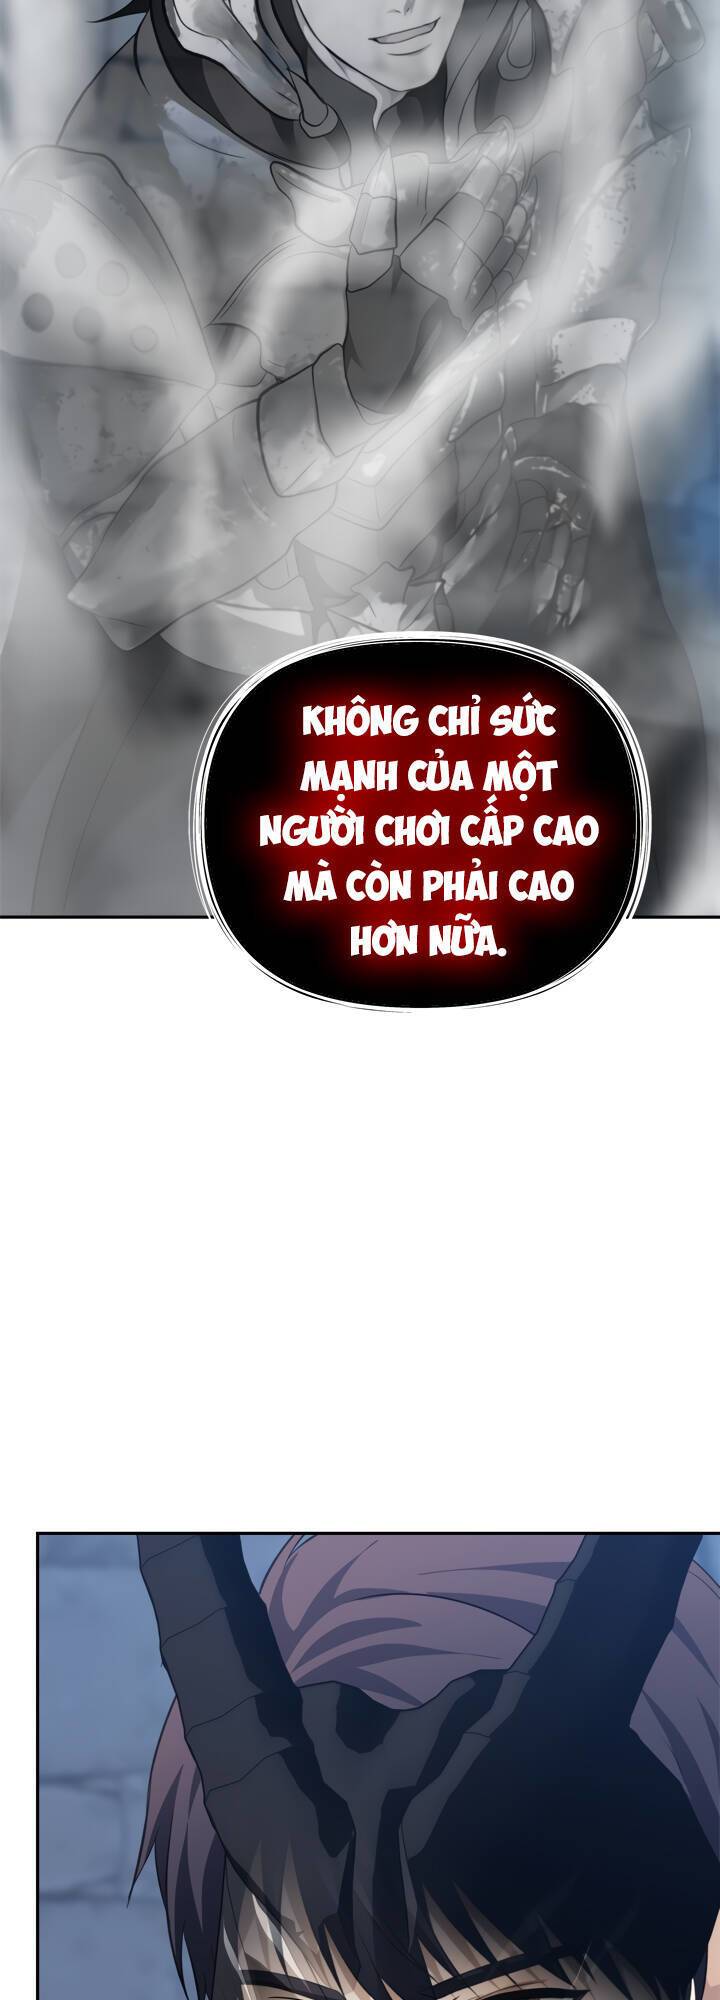 KHÔNG CHỈ SỨC
MẠNH CỦA MỘT
NGƯỜI CHƠI CẤP CAO
MÀ CÒN PHẢI CAO
HƠN NỮA.